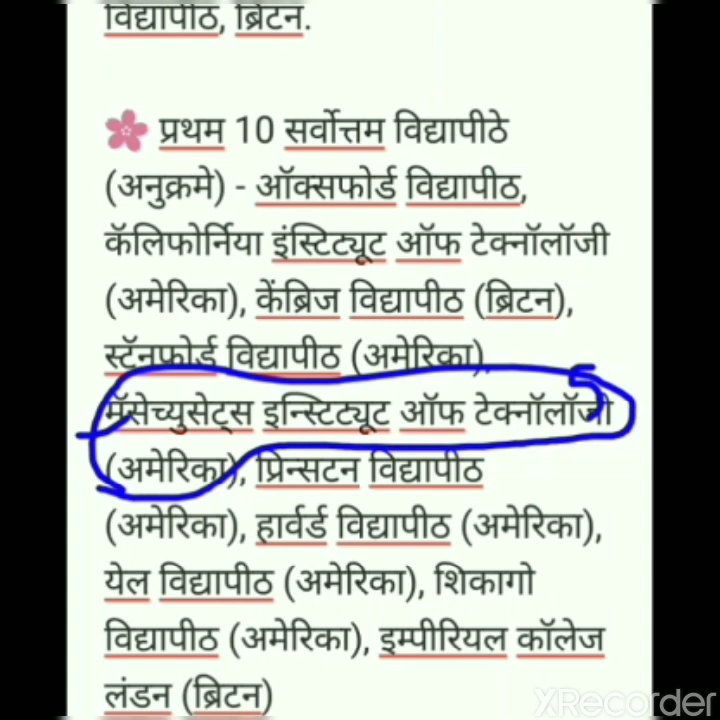 विद्यापीठ, ब्रिटन.
प्रथम 10 सर्वोत्तम विद्यापीठे
(अनुक्रमे) - ऑक्सफोर्ड विद्यापीठ,
कॅलिफोर्निया इंस्टिट्यूट ऑफ टेक्नॉलॉजी
(अमेरिका), केंब्रिज विद्यापीठ (ब्रिटन),
स्टॅनफोर्ड विद्यापीठ (अमेरिका),
मॅसेच्युसेट्स इन्स्टिट्यूट ऑफ टेक्नॉलॉजी
(अमेरिका), प्रिन्सटन विद्यापीठ
(अमेरिका), हार्वर्ड विद्यापीठ (अमेरिका),
येल विद्यापीठ (अमेरिका), शिकागो
विद्यापीठ (अमेरिका), इम्पीरियल कॉलेज
लंडन (ब्रिटन)
XRecorder